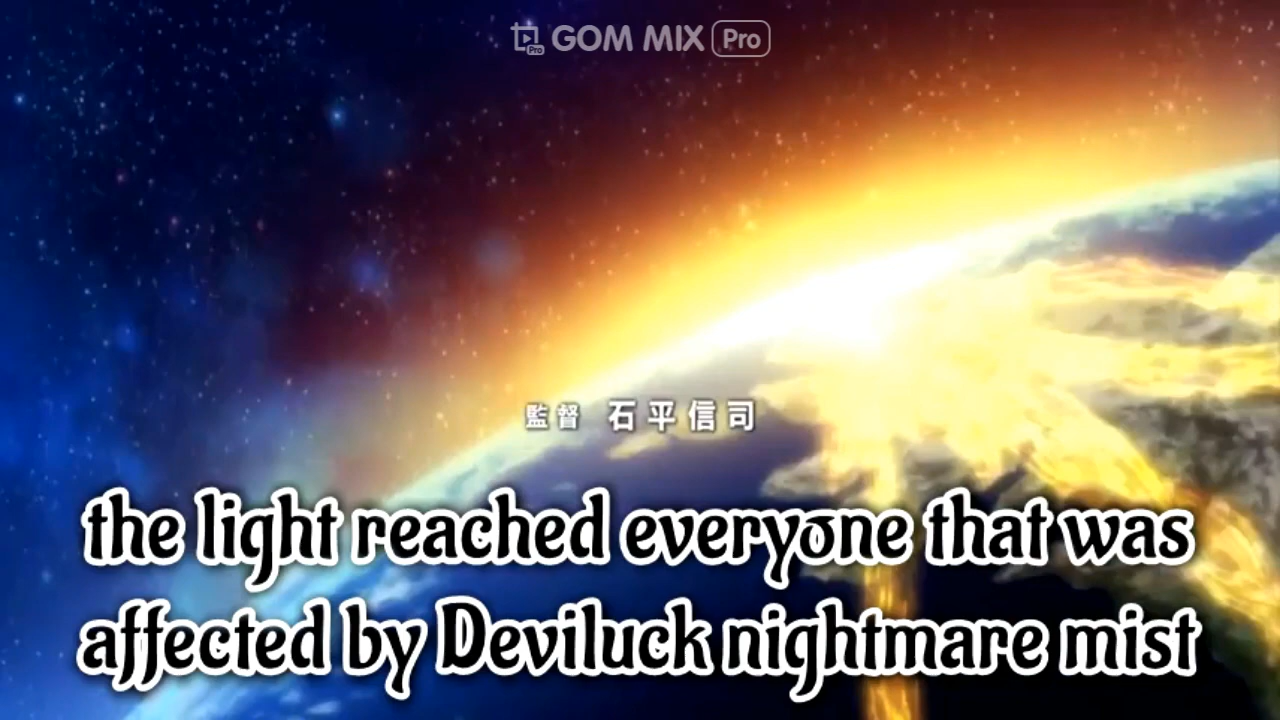 GOM MIX Pro
監督 石平信司
the light reached everyone that was
affected by Deviluck nightmare mist